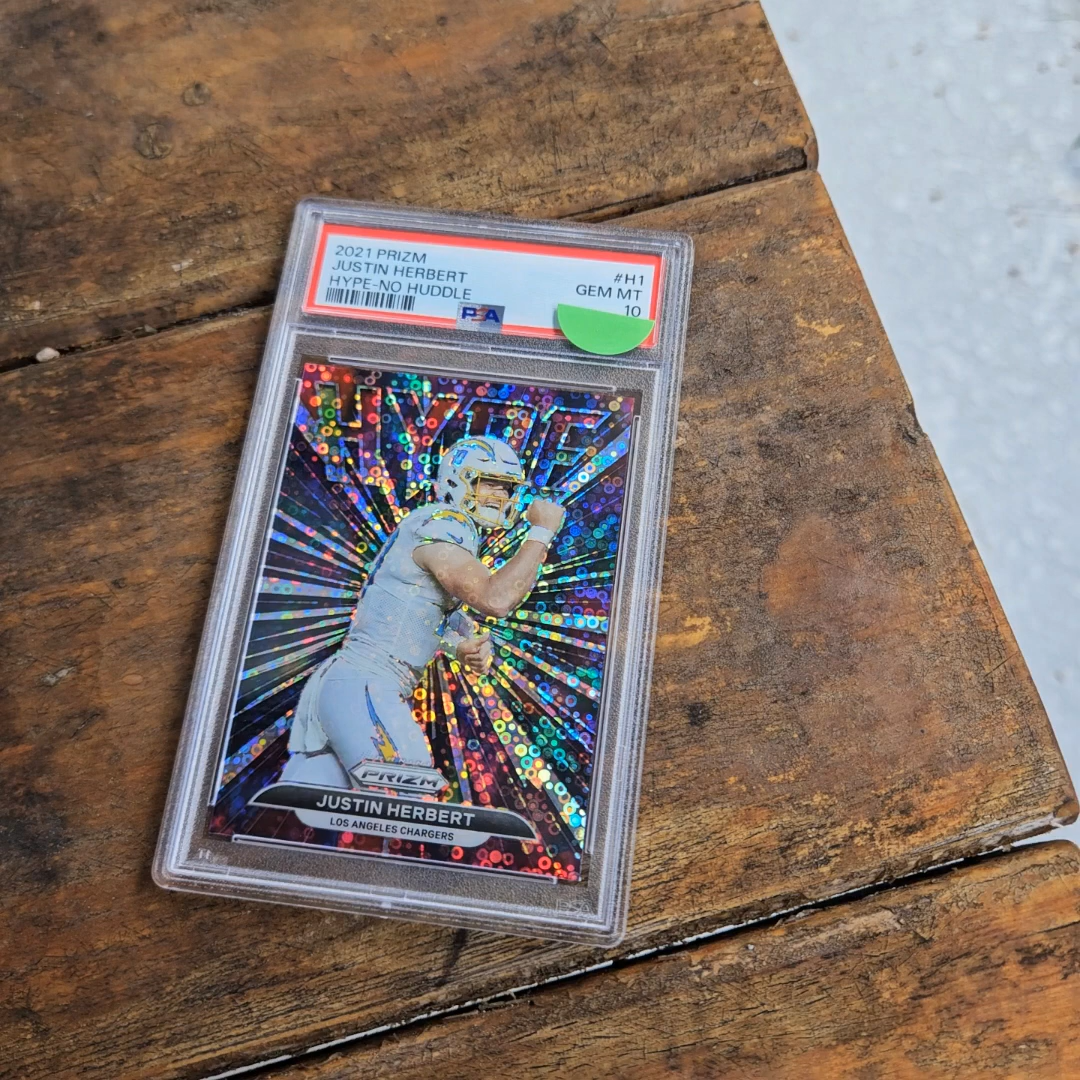 2021 PRIZM #H1
JUSTIN HERBERT GEM MT
HYPE-NO HUDDLE 10
PSA
HYPE
PRIZM
JUSTIN HERBERT
LOS ANGELES CHARGERS